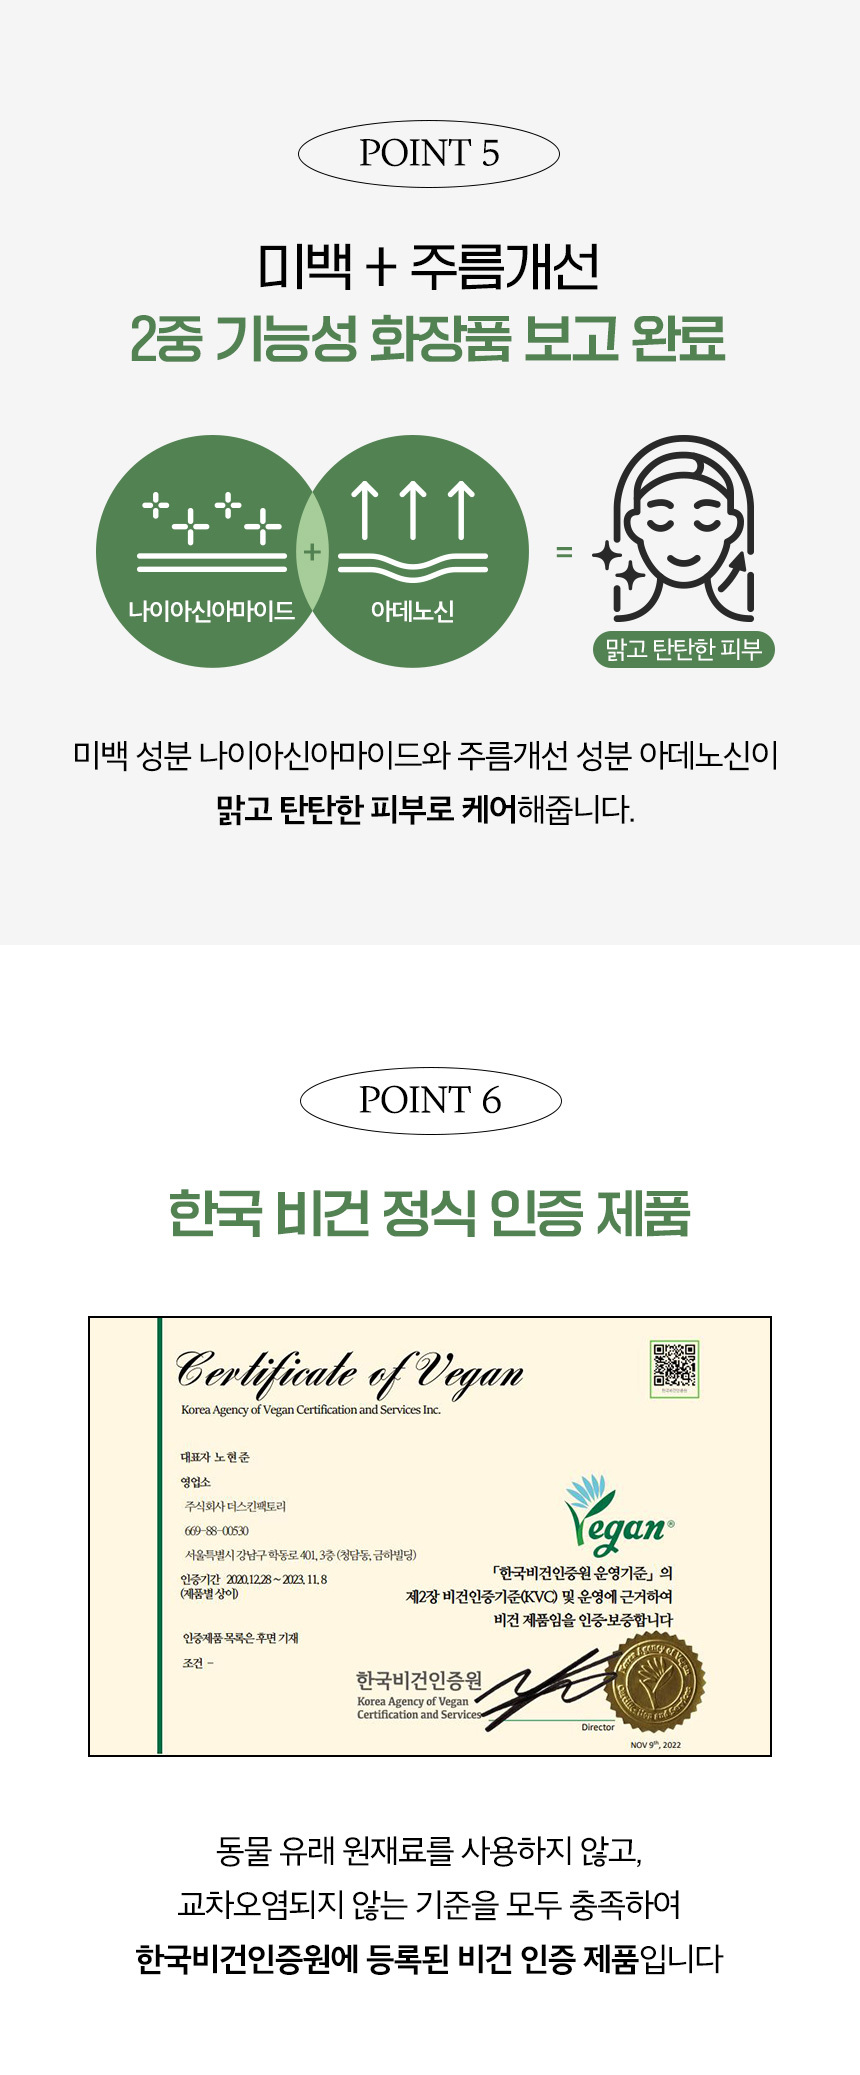 POINT 5
미백 + 주름개선
2중 기능성 화장품 보고 완료
나이아신아마이드
+
아데노신
=
맑고 탄탄한 피부
미백 성분 나이아신아마이드와 주름개선 성분 아데노신이
맑고 탄탄한 피부로 케어해줍니다.
POINT 6
한국 비건 정식 인증 제품
Certificate of Vegan
Korea Agency of Vegan Certification and Services Inc.
한국비건인증원
대표자 노현준
영업소
주식회사 더스킨팩토리
669-88-00530
서울특별시 강남구 학동로 401, 3층 (청담동, 금하빌딩)
인증기간 2020.12.28 ~ 2023. 11. 8
(제품별 상이)
인증제품 목록은 후면 기재
조건 -
Vegan®
「한국비건인증원 운영기준」의
제2장 비건인증기준(KVC) 및 운영에 근거하여
비건 제품임을 인증·보증합니다
한국비건인증원
Korea Agency of Vegan
Certification and Services
Director
Korea Agency of Vegan
Certification and Services
NOV 9th, 2022
동물 유래 원재료를 사용하지 않고,
교차오염되지 않는 기준을 모두 충족하여
한국비건인증원에 등록된 비건 인증 제품입니다